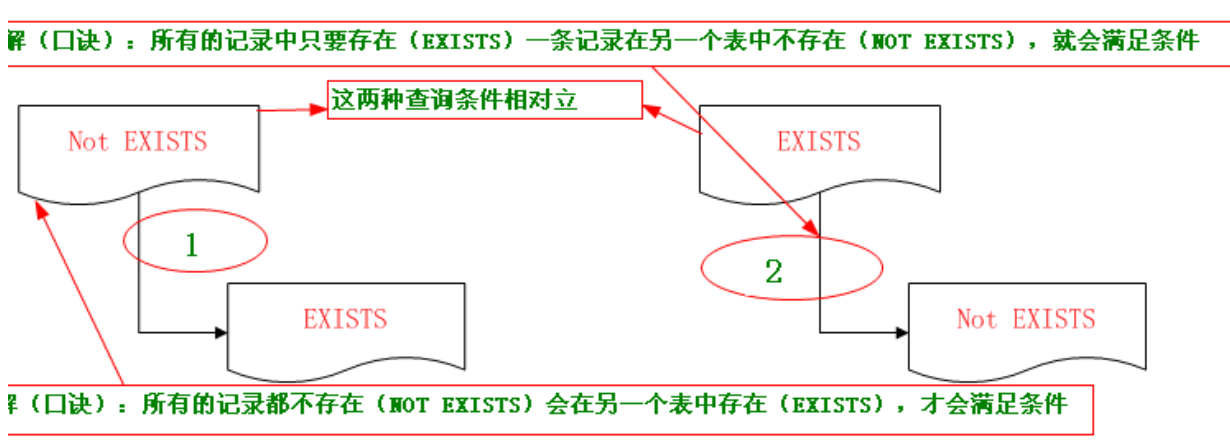 解（口诀）：所有的记录中只要存在（EXISTS）一条记录在另一个表中不存在（NOT EXISTS），就会满足条件
这两种查询条件相对立
Not EXISTS
EXISTS
1
2
EXISTS
Not EXISTS
解（口诀）：所有的记录都不存在（NOT EXISTS）会在另一个表中存在（EXISTS），才会满足条件